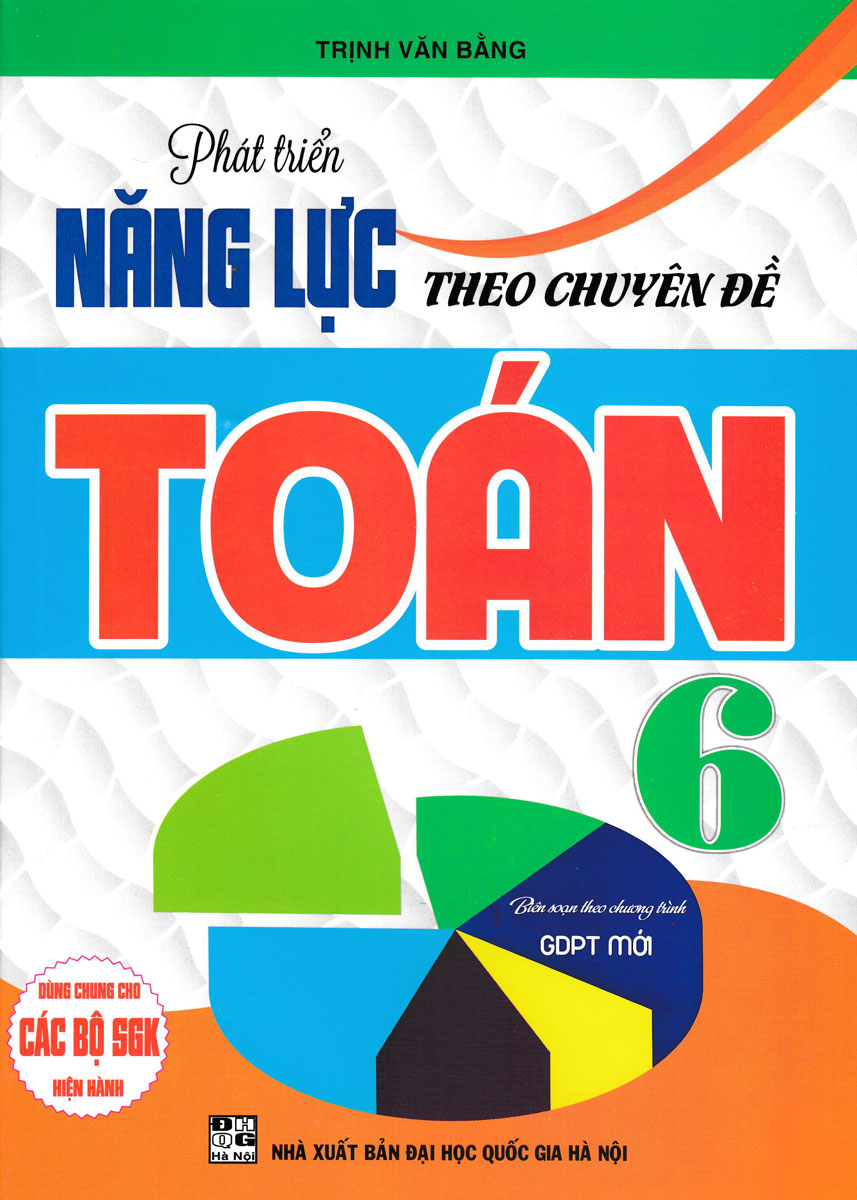 TRỊNH VĂN BẰNG
Phát triển
NĂNG LỰC
THEO CHUYÊN ĐỀ
TOÁN
6
Biên soạn theo chương trình
GDPT MỚI
DÙNG CHUNG CHO
CÁC BỘ SGK
HIỆN HÀNH
ĐH
QG
Hà Nội
NHÀ XUẤT BẢN ĐẠI HỌC QUỐC GIA HÀ NỘI